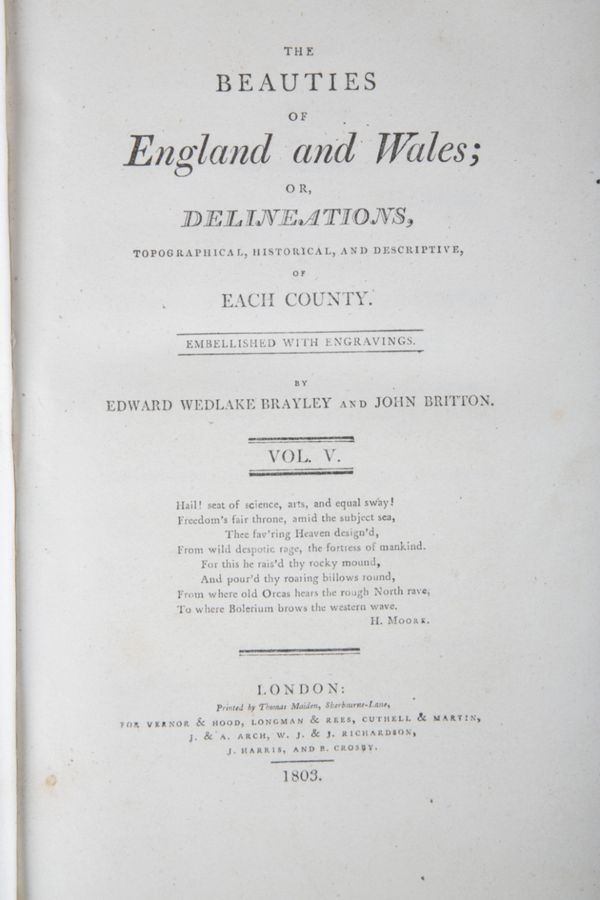 THE
BEAUTIES
OF
England and Wales;
OR,
DELINEATIONS,
TOPOGRAPHICAL, HISTORICAL, AND DESCRIPTIVE,
OF
EACH COUNTY.
EMBELLISHED WITH ENGRAVINGS.
BY
EDWARD WEDLAKE BRAYLEY AND JOHN BRITTON.
VOL. V.
Hail! seat of science, arts, and equal sway!
Freedom's fair throne, amid the subject sea,
Thee fav'ring Heaven design'd,
From wild despotic rage, the fortress of mankind.
For this he rais'd thy rocky mound,
And pour'd thy roaring billows round,
From where old Orcas hears the rough North rave,
To where Bolerium brows the western wave.
H. MOORE.
LONDON:
Printed by Thomas Maiden, Sherbourne-Lane,
FOR VERNOR & HOOD, LONGMAN & REES, CUTHELL & MARTIN,
J. & A. ARCH, W. J. & J. RICHARDSON,
J. HARRIS, AND B. CROSBY.
1803.